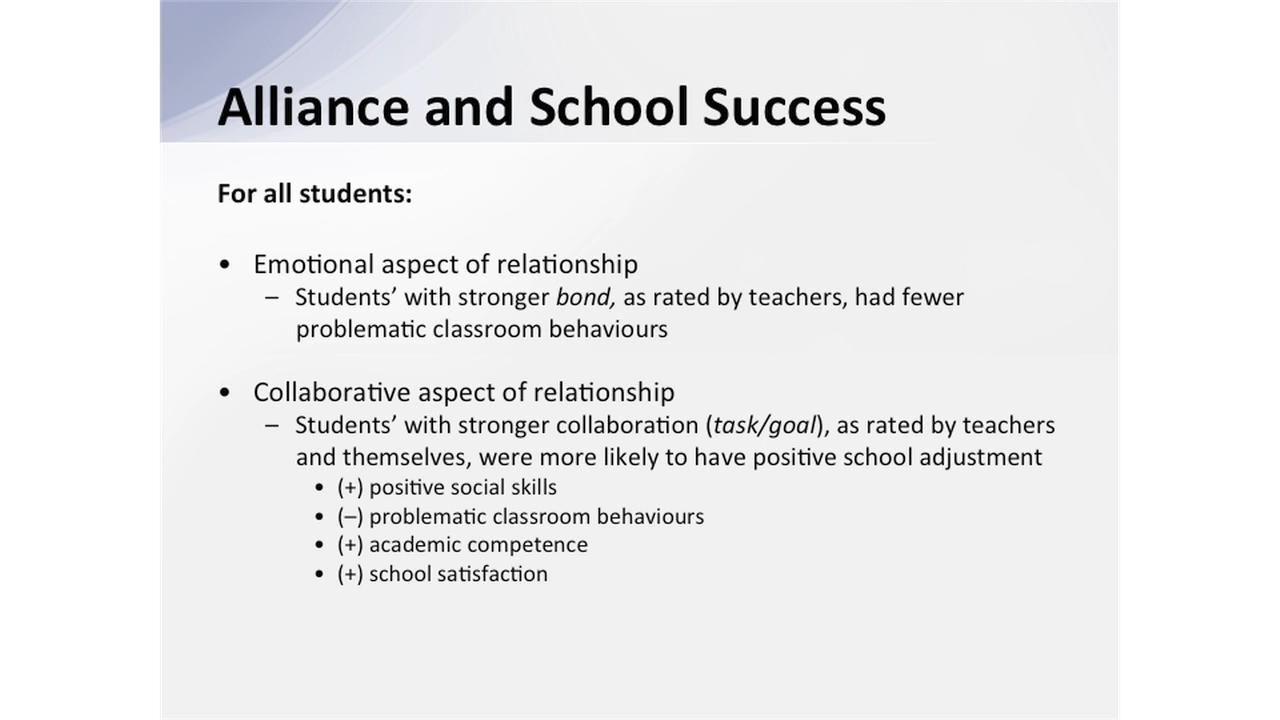 Alliance and School Success
For all students:
• Emotional aspect of relationship
– Students’ with stronger bond, as rated by teachers, had fewer
problematic classroom behaviours
• Collaborative aspect of relationship
– Students’ with stronger collaboration (task/goal), as rated by teachers
and themselves, were more likely to have positive school adjustment
• (+) positive social skills
• (–) problematic classroom behaviours
• (+) academic competence
• (+) school satisfaction